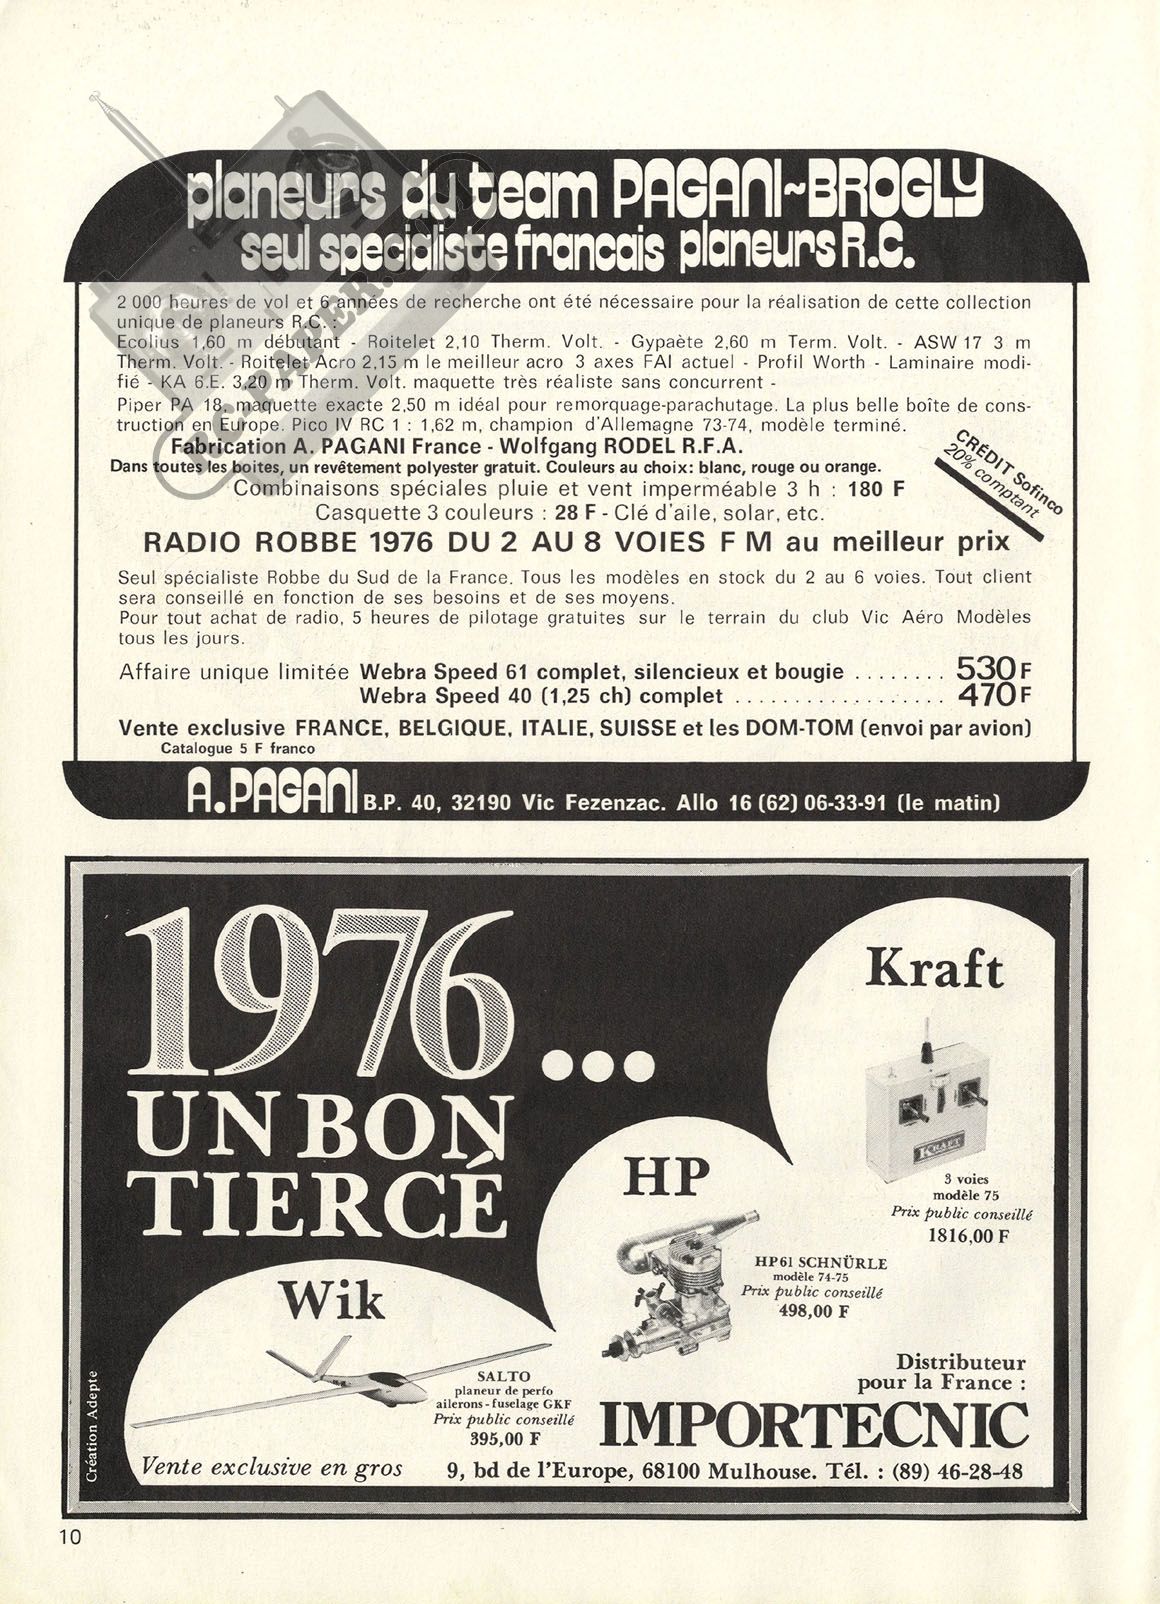 planeurs du team PAGANI~BROGLY
seul specialiste francais planeurs R.C.
2 000 heures de vol et 6 années de recherche ont été nécessaire pour la réalisation de cette collection
unique de planeurs R.C. :
Ecolius 1,60 m débutant - Roitelet 2,10 Therm. Volt. - Gypaète 2,60 m Term. Volt. - ASW 17 3 m
Therm. Volt. - Roitelet Acro 2,15 m le meilleur acro 3 axes FAI actuel - Profil Worth - Laminaire modi-
fié - KA 6.E. 3,20 m Therm. Volt. maquette très réaliste sans concurrent -
Piper PA 18, maquette exacte 2,50 m idéal pour remorquage-parachutage. La plus belle boîte de cons-
truction en Europe. Pico IV RC 1 : 1,62 m, champion d'Allemagne 73-74, modèle terminé.
Fabrication A. PAGANI France - Wolfgang RODEL R.F.A.
Dans toutes les boites, un revêtement polyester gratuit. Couleurs au choix: blanc, rouge ou orange.
CRÉDIT Sofinco
20% comptant
Combinaisons spéciales pluie et vent imperméable 3 h : 180 F
Casquette 3 couleurs : 28 F - Clé d'aile, solar, etc.
RADIO ROBBE 1976 DU 2 AU 8 VOIES F M au meilleur prix
Seul spécialiste Robbe du Sud de la France. Tous les modèles en stock du 2 au 6 voies. Tout client
sera conseillé en fonction de ses besoins et de ses moyens.
Pour tout achat de radio, 5 heures de pilotage gratuites sur le terrain du club Vic Aéro Modèles
tous les jours.
Affaire unique limitée Webra Speed 61 complet, silencieux et bougie ........ 530 F
Webra Speed 40 (1,25 ch) complet .................. 470 F
Vente exclusive FRANCE, BELGIQUE, ITALIE, SUISSE et les DOM-TOM (envoi par avion)
Catalogue 5 F franco
A. PAGANI B.P. 40, 32190 Vic Fezenzac. Allo 16 (62) 06-33-91 (le matin)
RC-PAPER.COM
1976...
UN BON
TIERCÉ
Kraft
KRAFT
3 voies
modèle 75
Prix public conseillé
1816,00 F
HP
HP61 SCHNÜRLE
modèle 74-75
Prix public conseillé
498,00 F
Wik
SALTO
planeur de perfo
ailerons - fuselage GKF
Prix public conseillé
395,00 F
Distributeur
pour la France :
IMPORTECNIC
Vente exclusive en gros 9, bd de l'Europe, 68100 Mulhouse. Tél. : (89) 46-28-48
Création Adepte
10